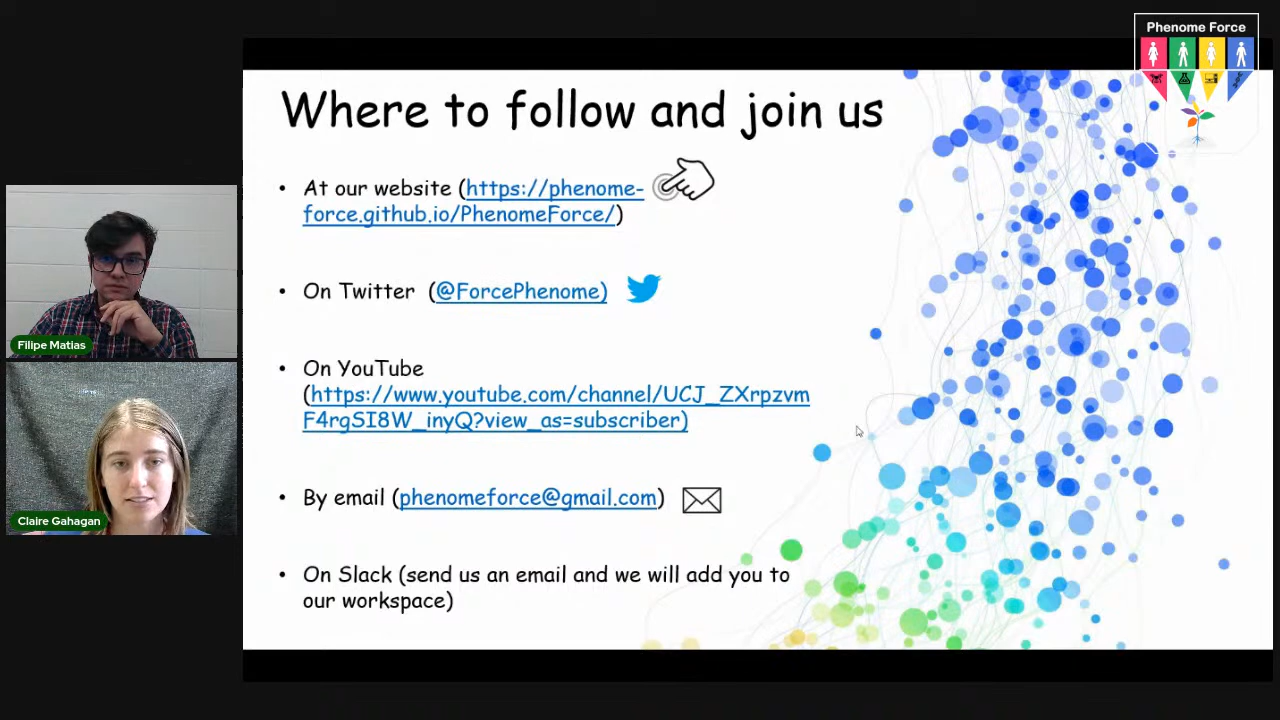 Phenome Force
Where to follow and join us
• At our website (https://phenome-
force.github.io/PhenomeForce/)
• On Twitter (@ForcePhenome)
• On YouTube
(https://www.youtube.com/channel/UCJ_ZXrpzvm
F4rgSI8W_inyQ?view_as=subscriber)
• By email (phenomeforce@gmail.com)
• On Slack (send us an email and we will add you to
our workspace)
Filipe Matias
Claire Gahagan